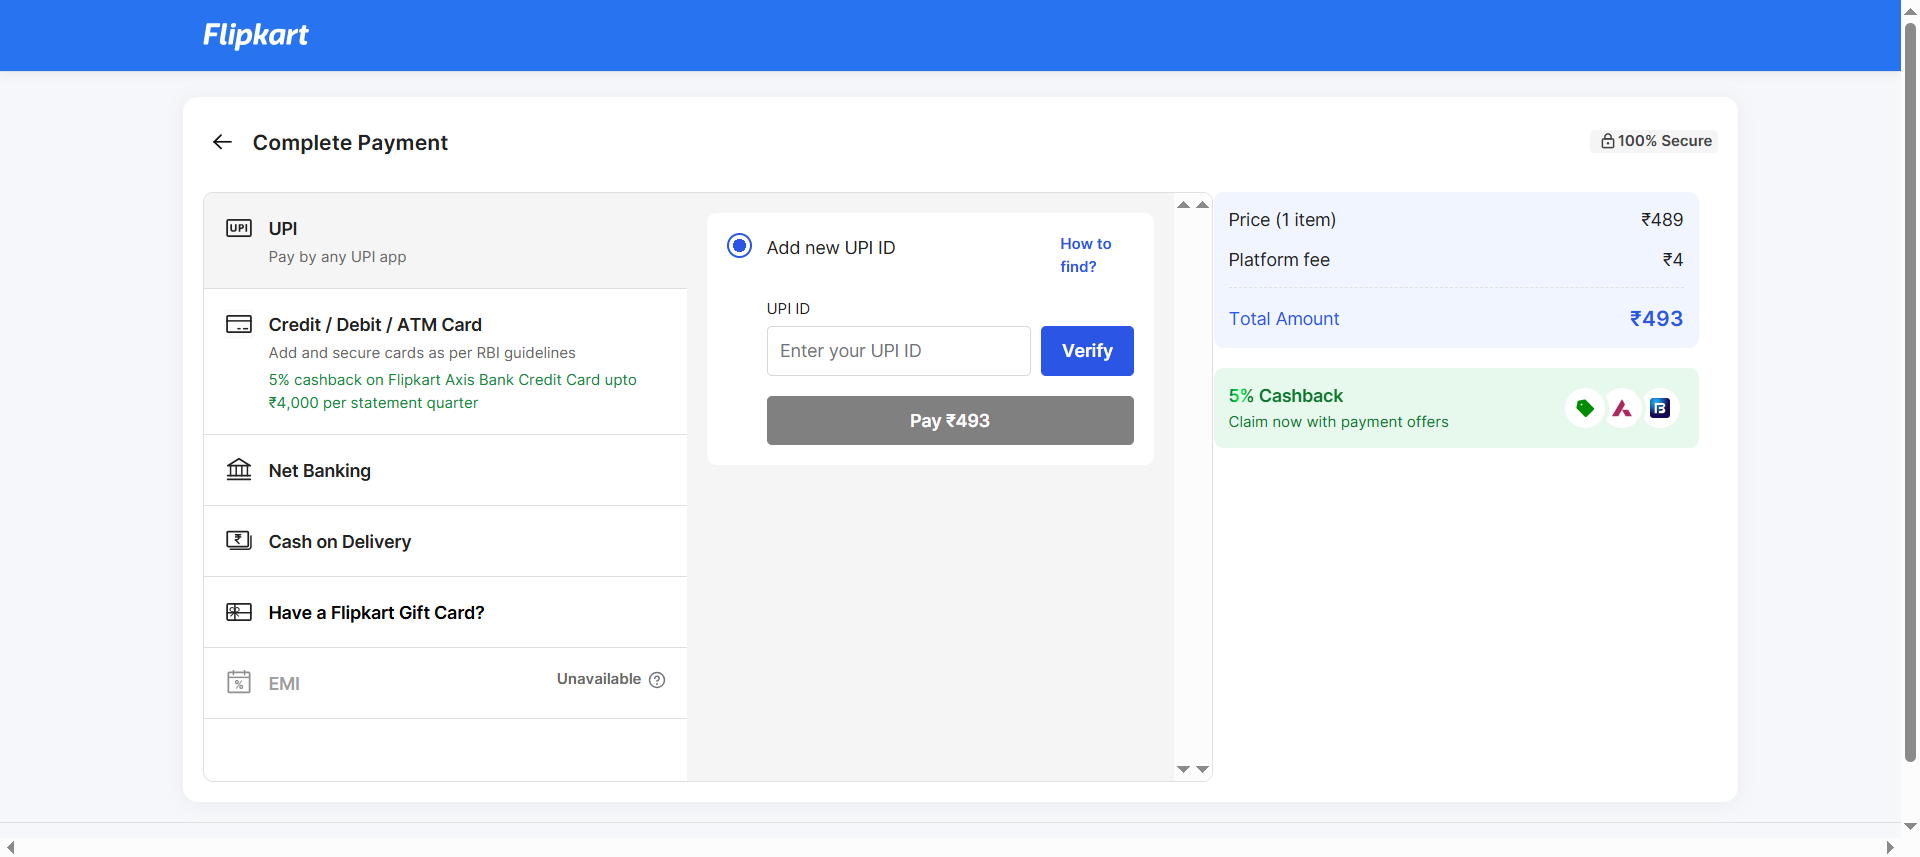 Flipkart
Complete Payment
100% Secure
UPI
UPI
Pay by any UPI app
Credit / Debit / ATM Card
Add and secure cards as per RBI guidelines
5% cashback on Flipkart Axis Bank Credit Card upto
₹4,000 per statement quarter
Net Banking
Cash on Delivery
Have a Flipkart Gift Card?
EMI
Unavailable
Add new UPI ID
How to
find?
UPI ID
Enter your UPI ID
Verify
Pay ₹493
Price (1 item)
₹489
Platform fee
₹4
Total Amount
₹493
5% Cashback
Claim now with payment offers